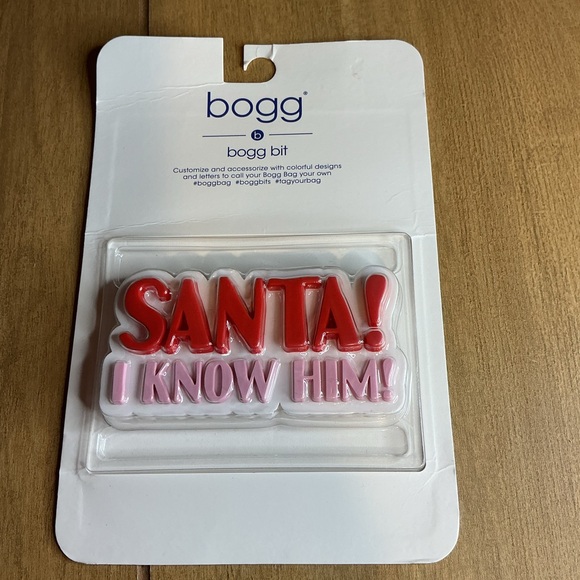 bogg®
b
bogg bit
Customize and accessorize with colorful designs
and letters to call your Bogg Bag your own
#boggbag #boggbits #tagyourbag
SANTA!
I KNOW HIM!